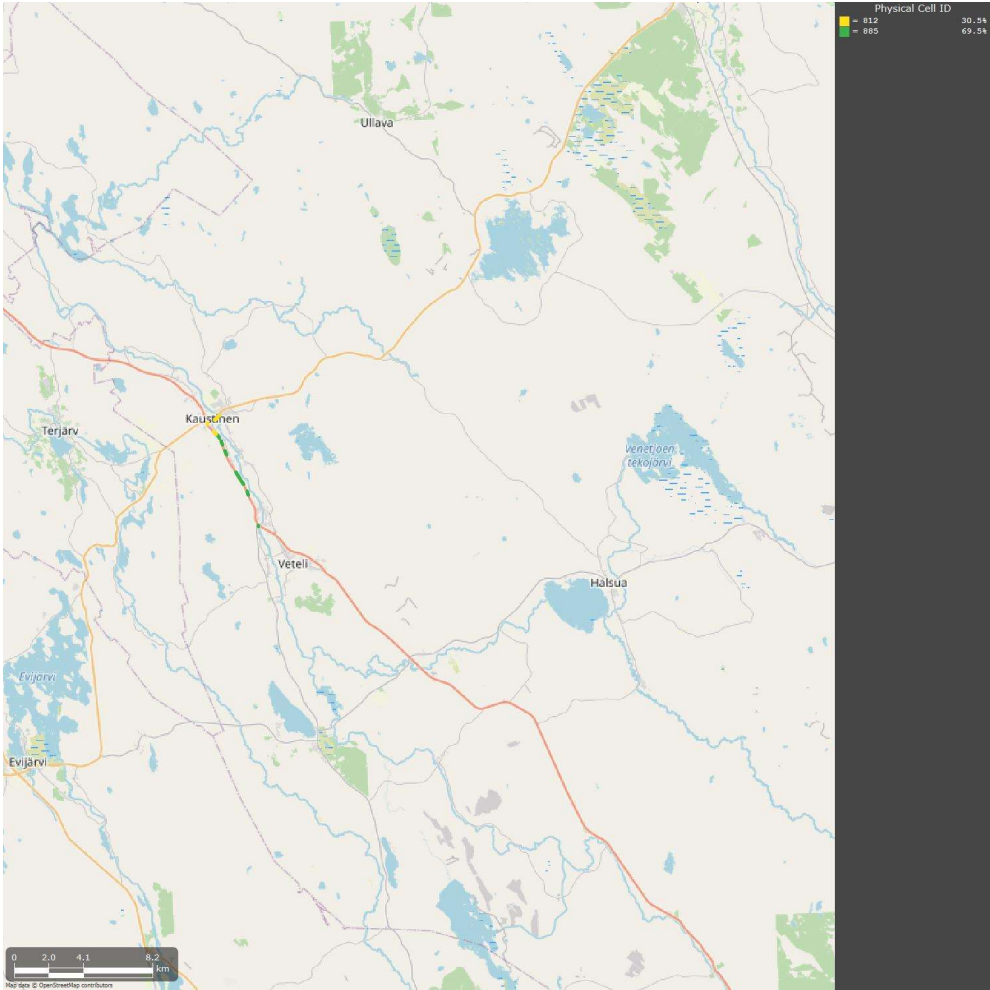 Physical Cell ID
= 812 30.5%
= 885 69.5%
Ullava
Kaustinen
Terjärv
Venetjoen
tekojärvi
Halsua
Veteli
Evijärvi
Evijärvi
0 2.0 4.1 8.2
km
Map data © OpenStreetMap contributors